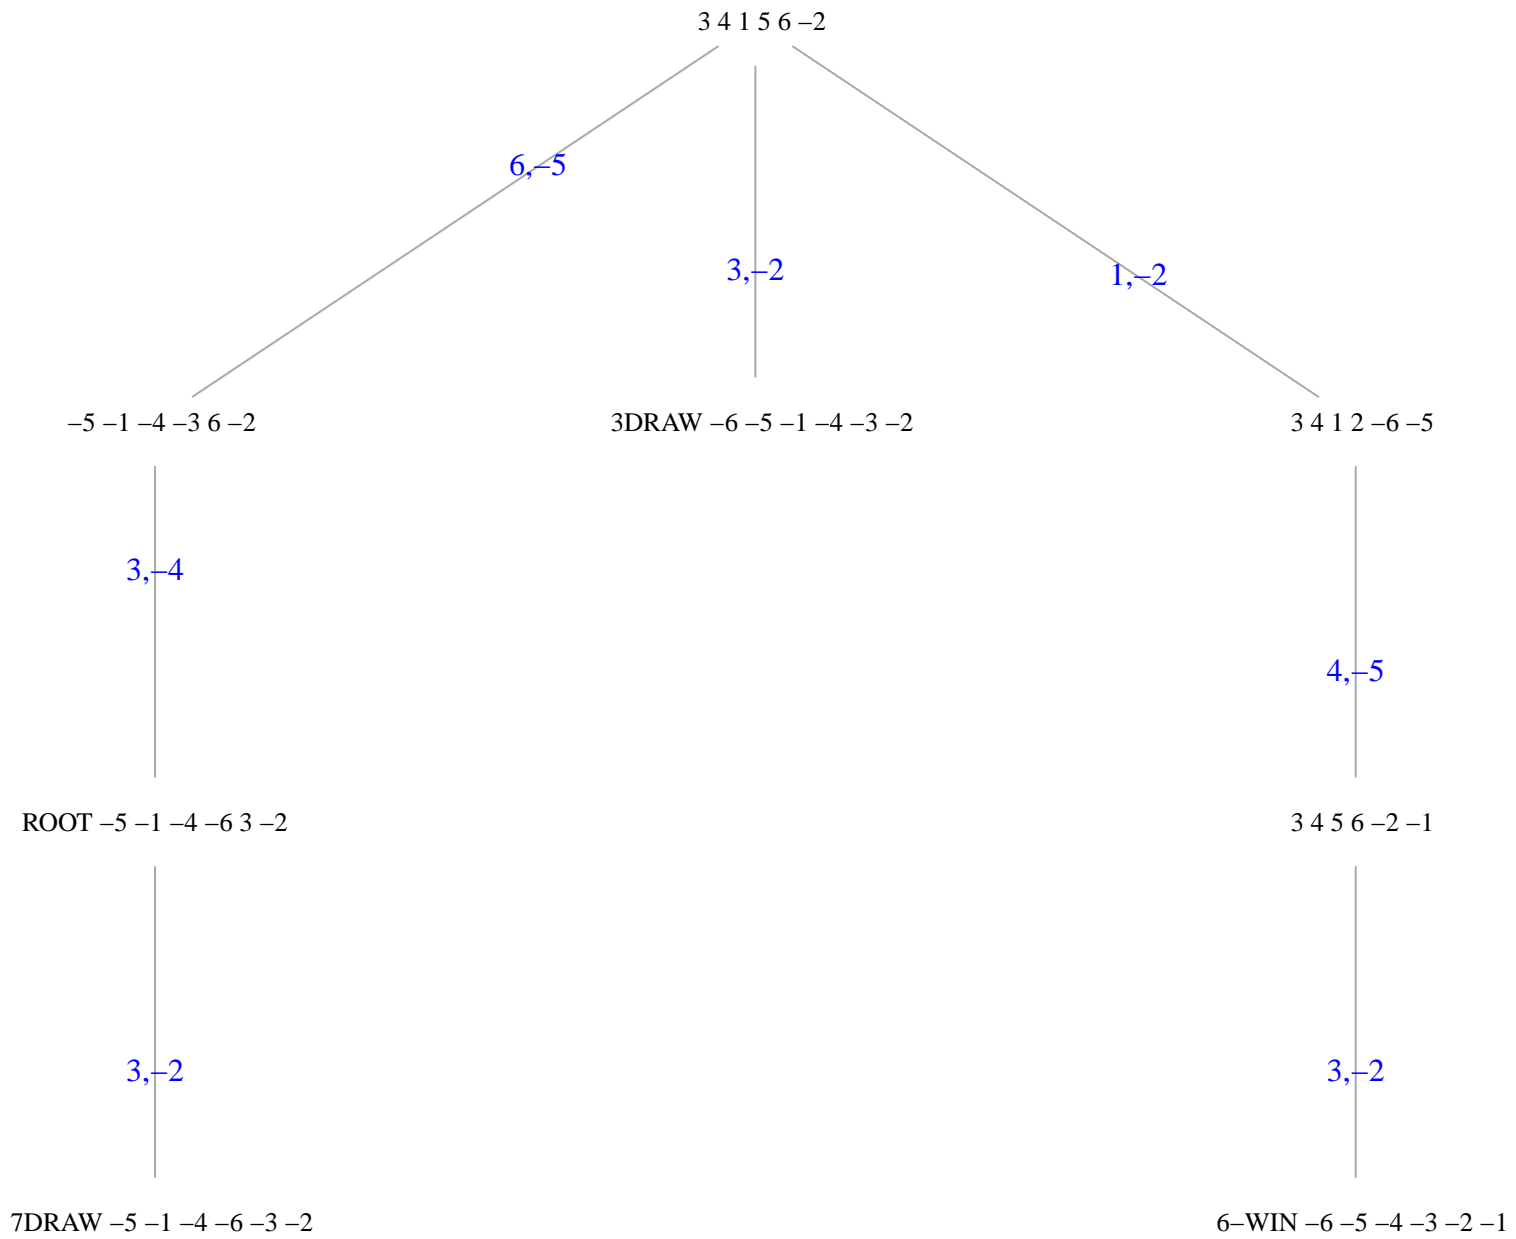 3 4 1 5 6 –2
6,–5
3,–2
1,–2
–5 –1 –4 –3 6 –2
3DRAW –6 –5 –1 –4 –3 –2
3 4 1 2 –6 –5
3,–4
4,–5
ROOT –5 –1 –4 –6 3 –2
3 4 5 6 –2 –1
3,–2
3,–2
7DRAW –5 –1 –4 –6 –3 –2
6–WIN –6 –5 –4 –3 –2 –1